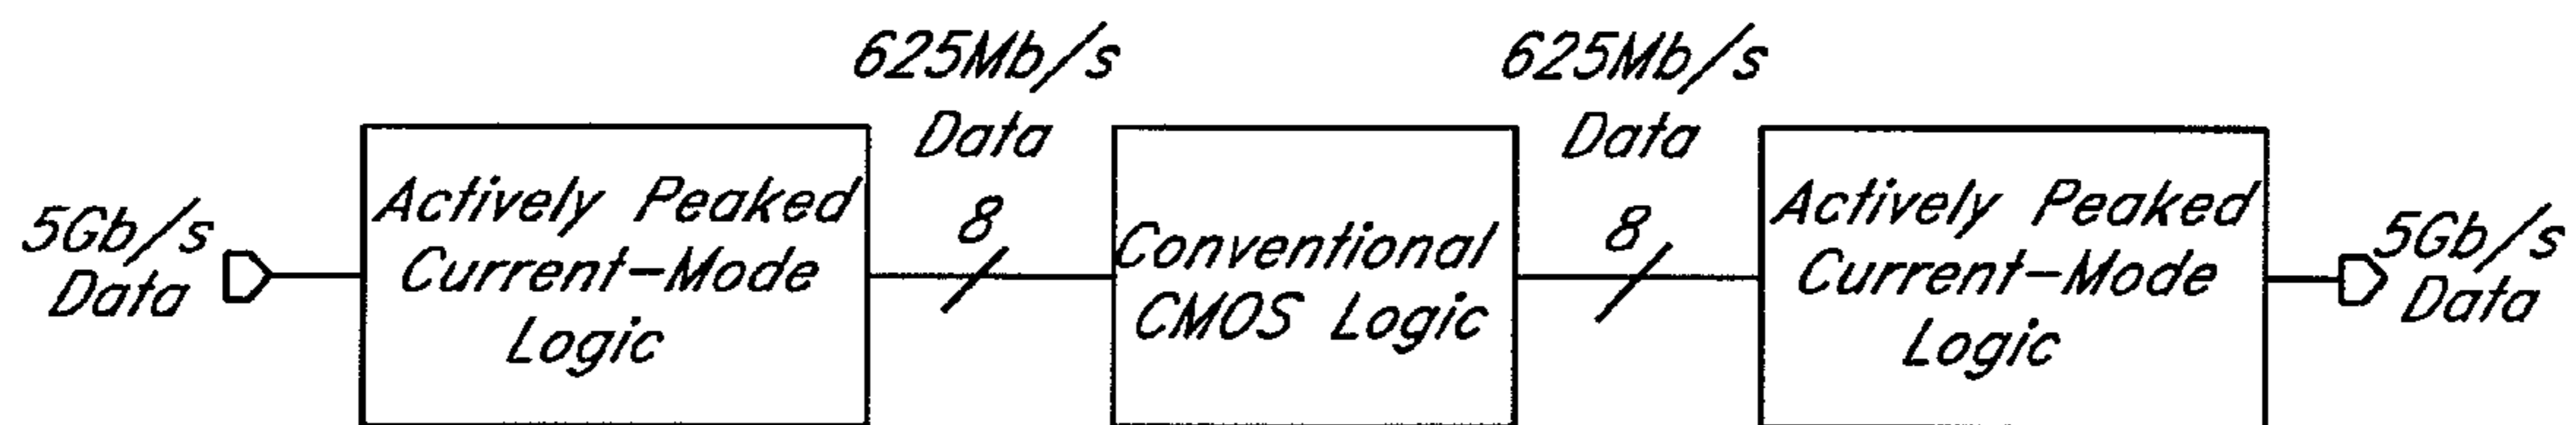 5Gb/s
Data
Actively Peaked
Current-Mode
Logic
625Mb/s
Data
8
Conventional
CMOS Logic
625Mb/s
Data
8
Actively Peaked
Current-Mode
Logic
5Gb/s
Data